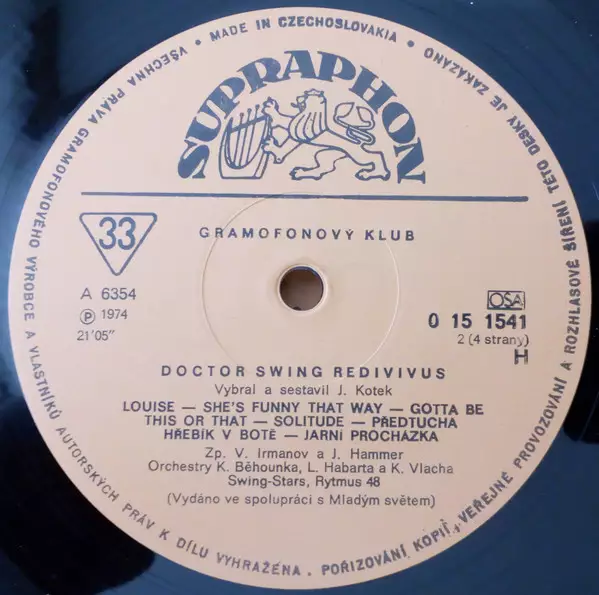 VŠECHNA PRÁVA GRAMOFONOVÉHO VÝROBCE A VLASTNÍKŮ AUTORSKÝCH PRÁV K DÍLU VYHRAŽENA. POŘIZOVÁNÍ KOPIÍ, VEŘEJNÉ PROVOZOVÁNÍ A ROZHLASOVÉ ŠÍŘENÍ TÉTO DESKY JE ZAKÁZÁNO • MADE IN CZECHOSLOVAKIA •
SUPRAPHON
33
GRAMOFONOVÝ KLUB
A 6354
Ⓟ 1974
21'05"
OSA
0 15 1541
2 (4 strany)
H
DOCTOR SWING REDIVIVUS
Vybral a sestavil J. Kotek
LOUISE — SHE'S FUNNY THAT WAY — GOTTA BE
THIS OR THAT — SOLITUDE — PŘEDTUCHA
HŘEBÍK V BOTĚ — JARNÍ PROCHÁZKA
Zp. V. Irmanov a J. Hammer
Orchestry K. Běhounka, L. Habarta a K. Vlacha
Swing-Stars, Rytmus 48
(Vydáno ve spolupráci s Mladým světem)